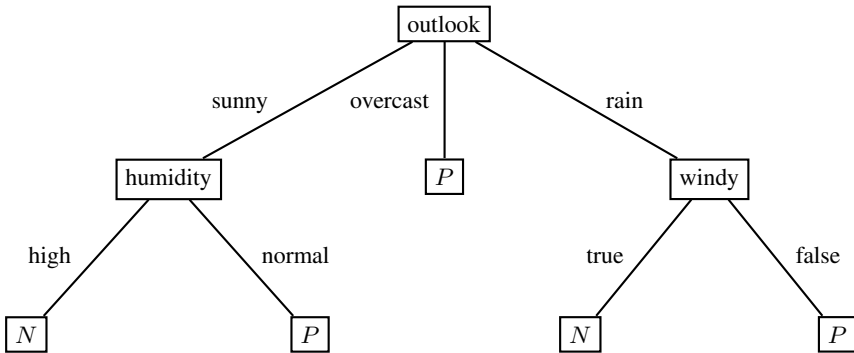 outlook
sunny overcast rain
humidity P windy
high normal true false
N P N P